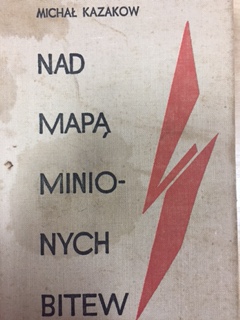 MICHAŁ KAZAKOW
NAD
MAPĄ
MINIO-
NYCH
BITEW